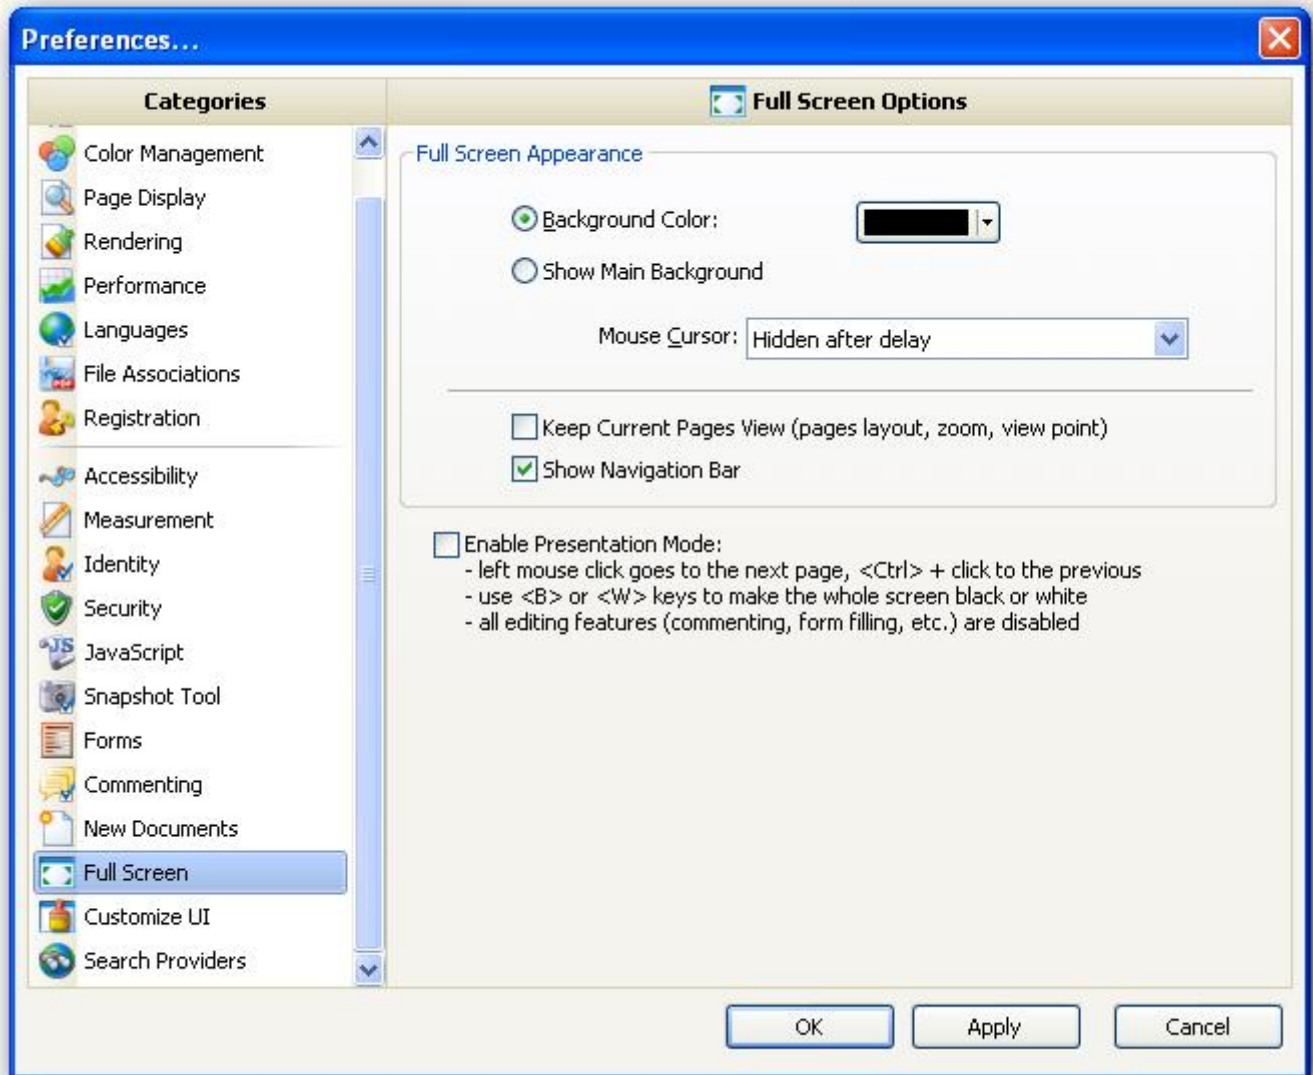 Preferences...
Categories
Full Screen Options
Color Management
Page Display
Rendering
Performance
Languages
File Associations
Registration
Accessibility
Measurement
Identity
Security
JS JavaScript
Snapshot Tool
Forms
Commenting
New Documents
Full Screen
Customize UI
Search Providers
Full Screen Appearance
Background Color:
Show Main Background
Mouse Cursor: Hidden after delay
Keep Current Pages View (pages layout, zoom, view point)
Show Navigation Bar
Enable Presentation Mode:
- left mouse click goes to the next page, <Ctrl> + click to the previous
- use <B> or <W> keys to make the whole screen black or white
- all editing features (commenting, form filling, etc.) are disabled
OK Apply Cancel